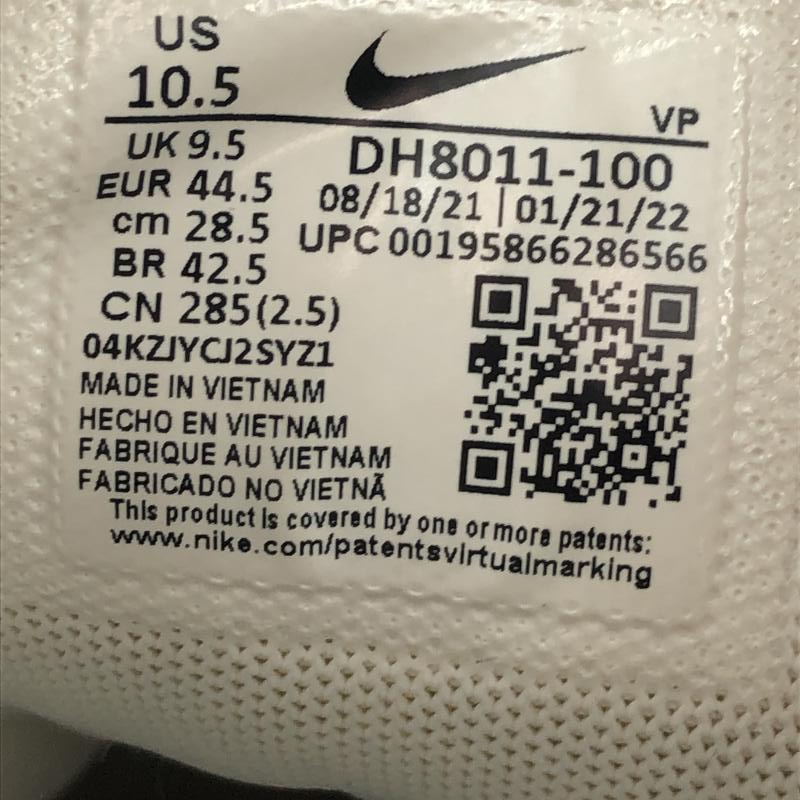 US
10.5
VP
UK 9.5
EUR 44.5
cm 28.5
BR 42.5
CN 285(2.5)
DH8011-100
08/18/21 | 01/21/22
UPC 00195866286566
04KZJYCJ2SYZ1
MADE IN VIETNAM
HECHO EN VIETNAM
FABRIQUE AU VIETNAM
FABRICADO NO VIETNÃ
This product is covered by one or more patents:
www.nike.com/patentsvirtualmarking